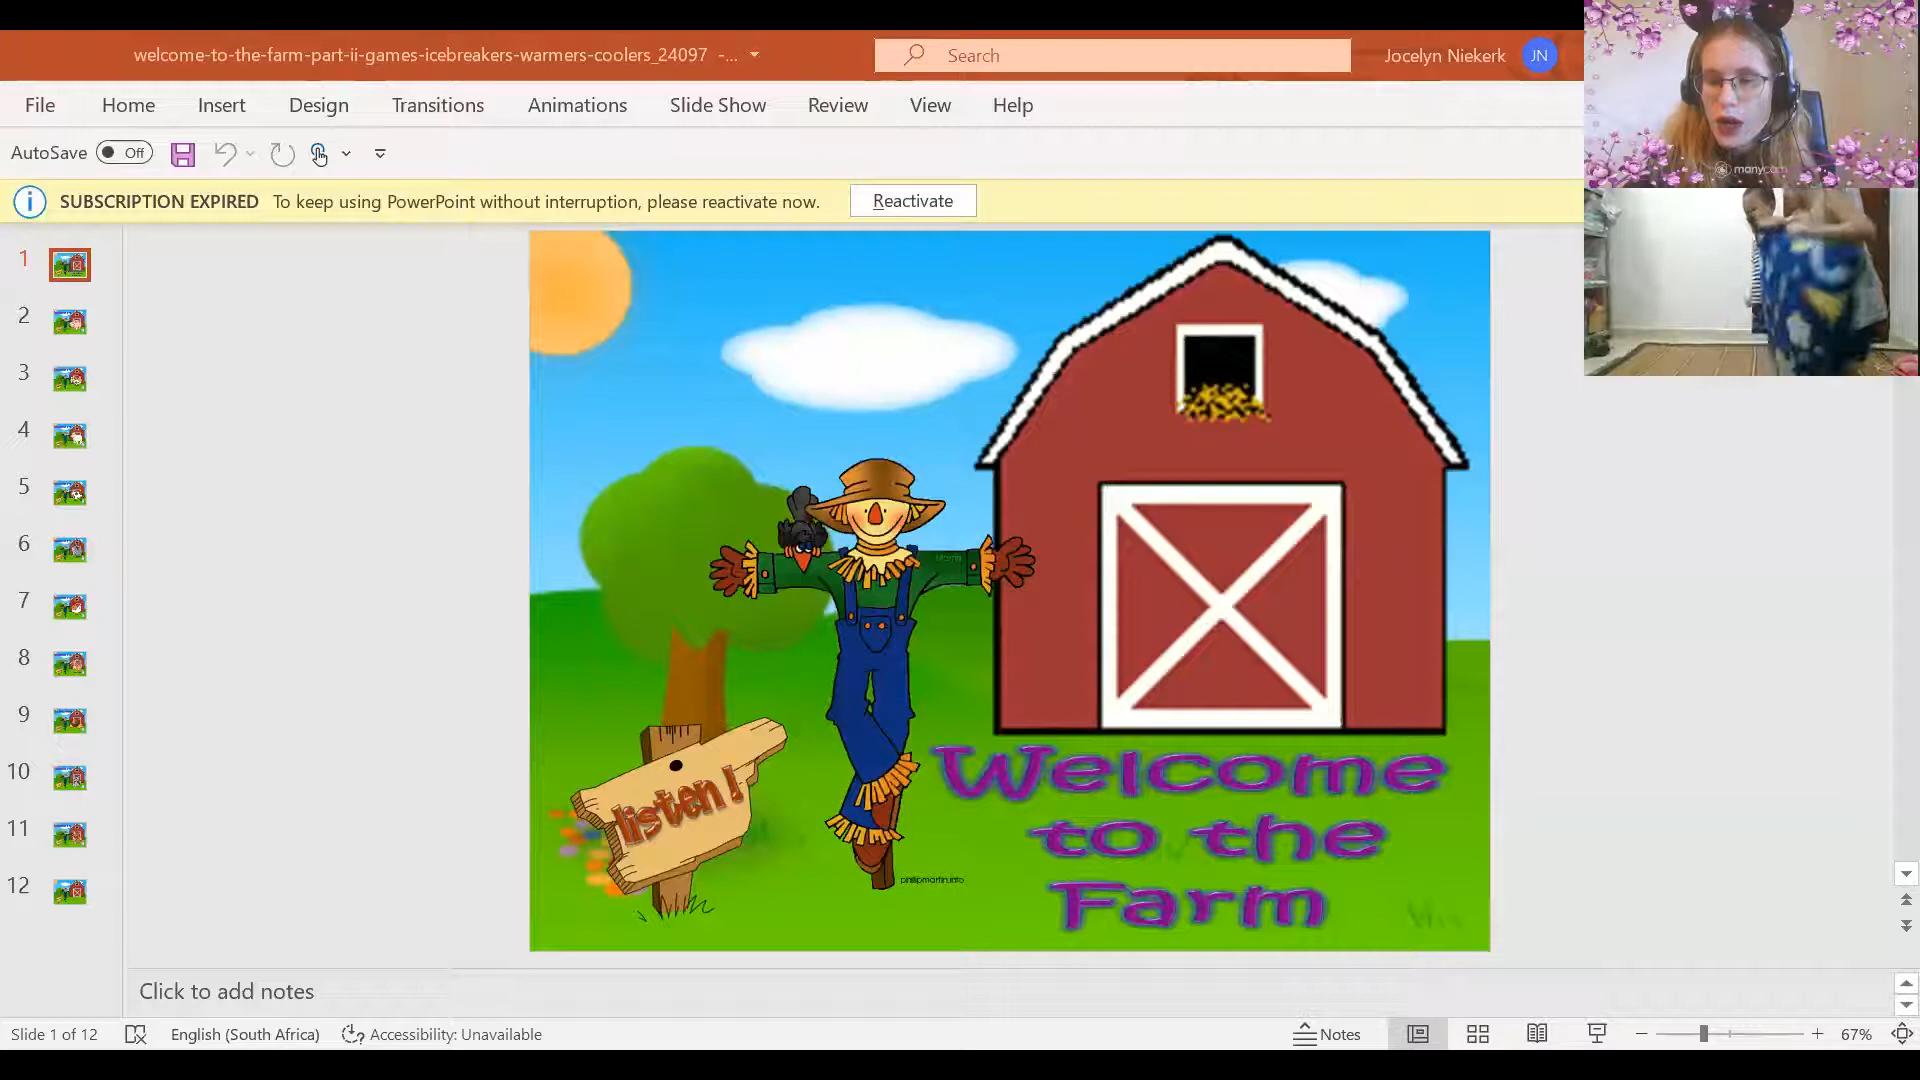 welcome-to-the-farm-part-ii-games-icebreakers-warmers-coolers_24097 -...
Search
Jocelyn Niekerk
JN
File
Home
Insert
Design
Transitions
Animations
Slide Show
Review
View
Help
AutoSave
Off
SUBSCRIPTION EXPIRED To keep using PowerPoint without interruption, please reactivate now.
Reactivate
manycam
1
2
3
4
5
6
7
8
9
10
11
12
listen!
Welcome
to the
Farm
philipmartin.info
Click to add notes
Slide 1 of 12
English (South Africa)
Accessibility: Unavailable
Notes
67%